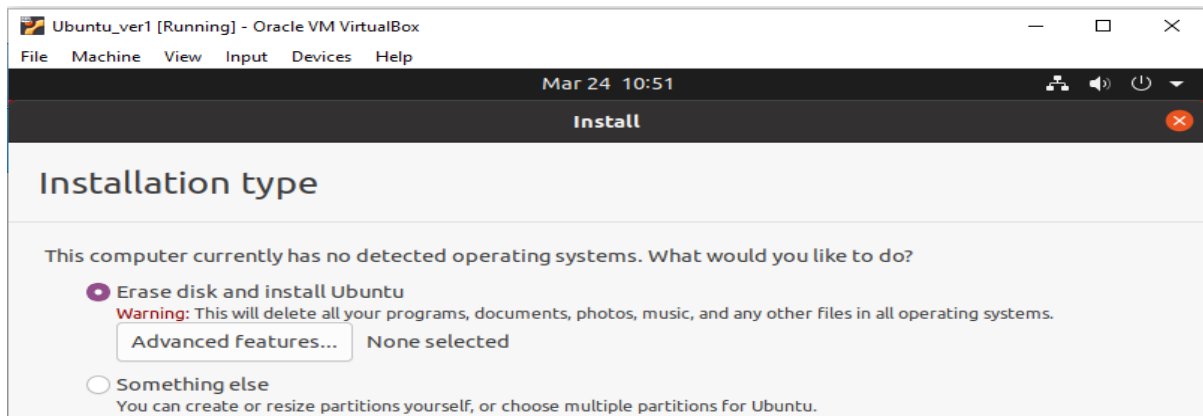 Ubuntu_ver1 [Running] - Oracle VM VirtualBox
File Machine View Input Devices Help
Mar 24 10:51
Install
Installation type
This computer currently has no detected operating systems. What would you like to do?
Erase disk and install Ubuntu
Warning: This will delete all your programs, documents, photos, music, and any other files in all operating systems.
Advanced features... None selected
Something else
You can create or resize partitions yourself, or choose multiple partitions for Ubuntu.